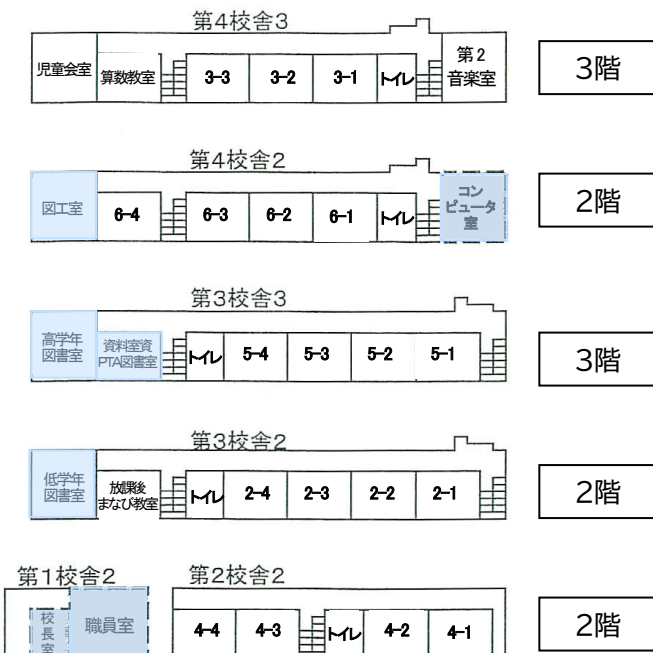 第4校舎3
児童会室
算数教室
3-3
3-2
3-1
トイレ
第2
音楽室
3階
第4校舎2
図工室
6-4
6-3
6-2
6-1
トイレ
コン
ピュータ
室
2階
第3校舎3
高学年
図書室
資料室資
PTA図書室
トイレ
5-4
5-3
5-2
5-1
3階
第3校舎2
低学年
図書室
放課後
まなび教室
トイレ
2-4
2-3
2-2
2-1
2階
第1校舎2
校
長
室
職員室
第2校舎2
4-4
4-3
トイレ
4-2
4-1
2階